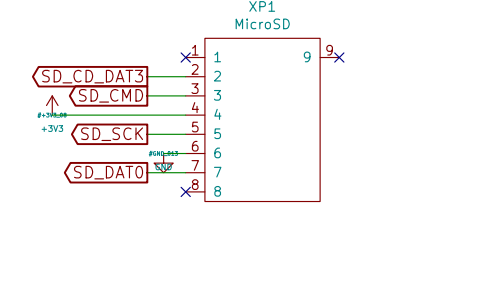 XP1
MicroSD
1 1
9 9
SD_CD_DAT3 2 2
SD_CMD 3 3
4 4
+3V3
SD_SCK 5 5
6 6
GND
SD_DAT0 7 7
8 8